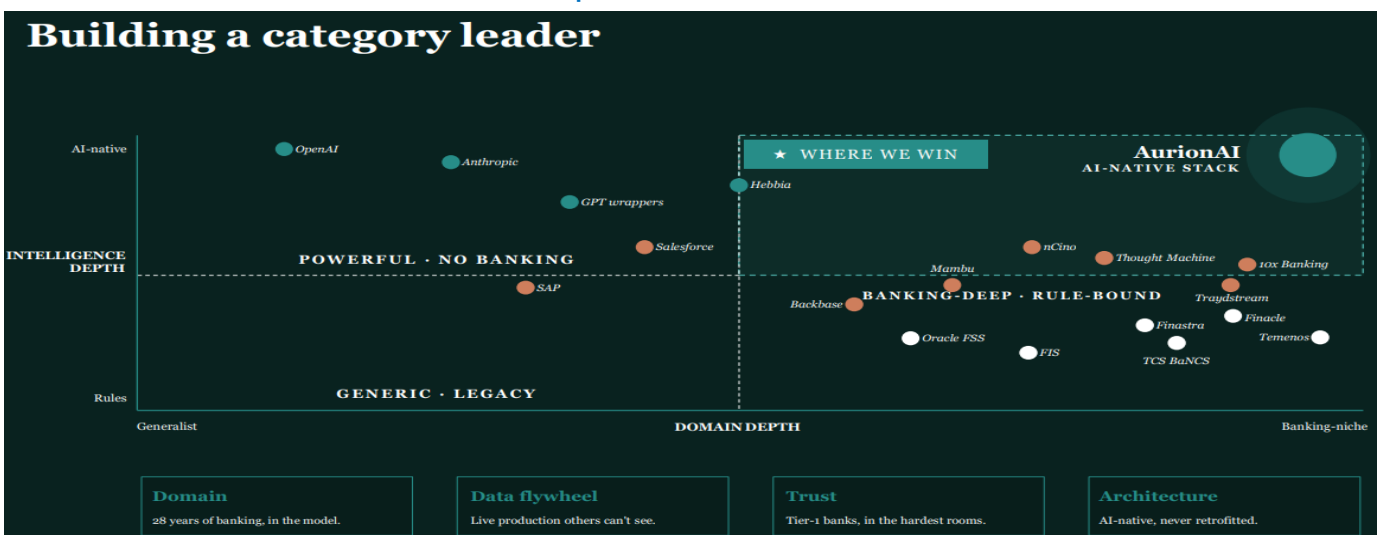 Building a category leader
AI-native
OpenAI
Anthropic
★ WHERE WE WIN
AurionAI
AI-NATIVE STACK
Hebbia
GPT wrappers
Salesforce
nCino
INTELLIGENCE
DEPTH
POWERFUL · NO BANKING
Thought Machine
10x Banking
Mambu
SAP
BANKING-DEEP · RULE-BOUND
Traydstream
Backbase
Finacle
Finastra
Oracle FSS
Temenos
FIS
TCS BaNCS
Rules
GENERIC · LEGACY
Generalist
DOMAIN DEPTH
Banking-niche
Domain
28 years of banking, in the model.
Data flywheel
Live production others can't see.
Trust
Tier-1 banks, in the hardest rooms.
Architecture
AI-native, never retrofitted.